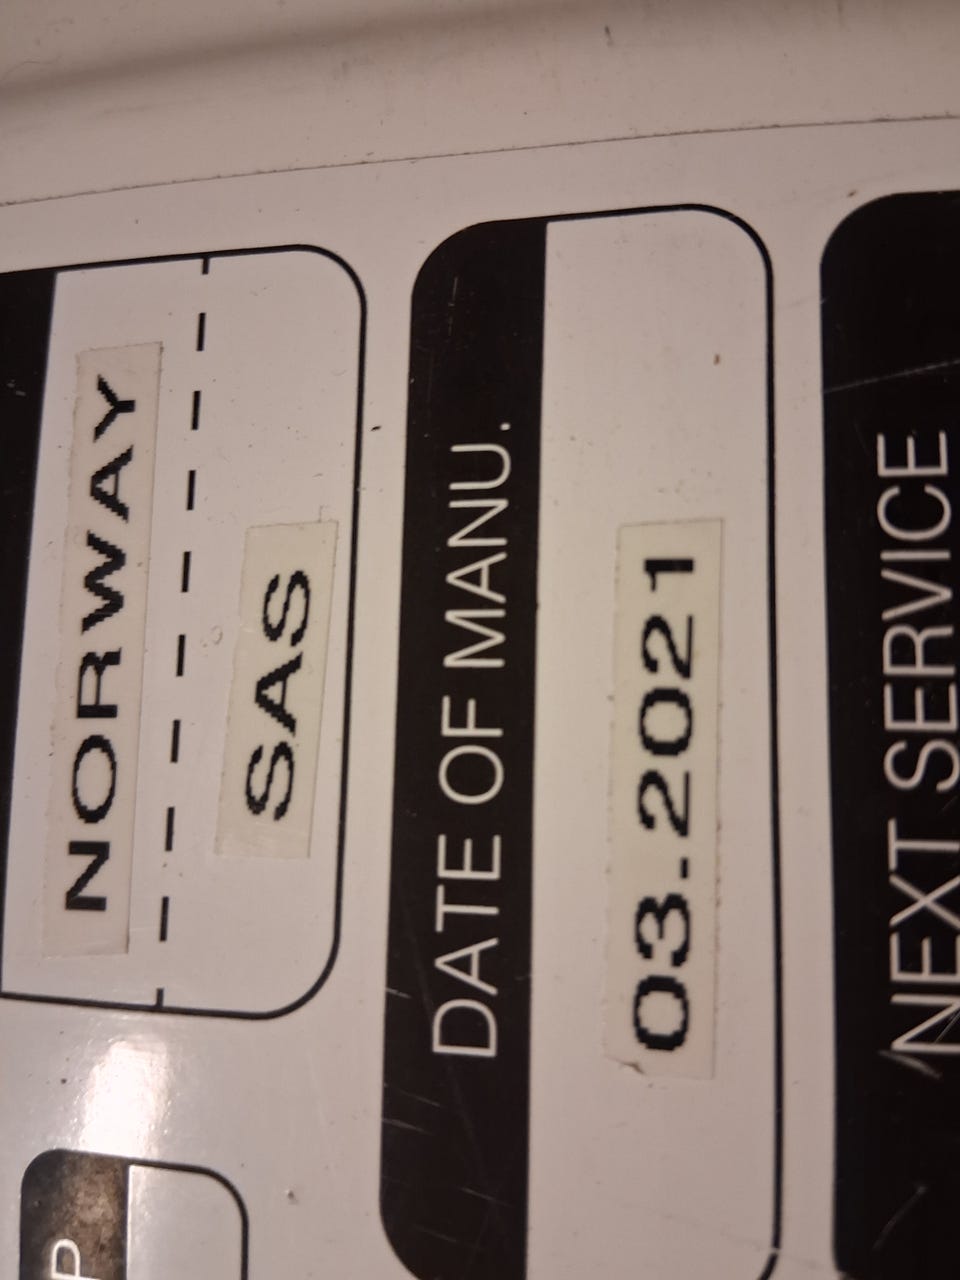 NORWAY
SAS
DATE OF MANU.
03.2021
NEXT SERVICE
P